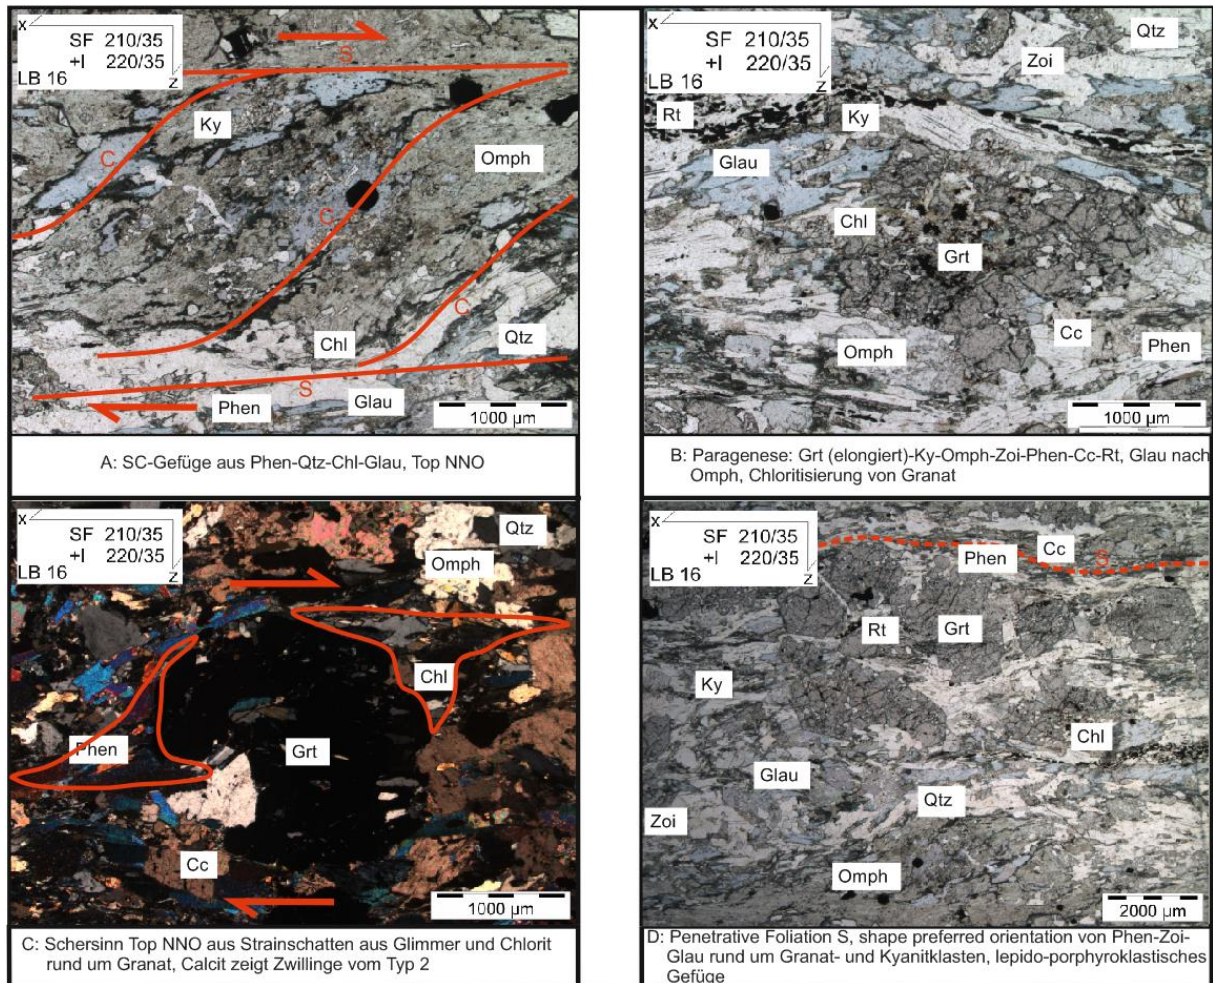 X
SF 210/35
+l 220/35
LB 16
Z
S
Ky
Omph
C
C
C
Chl
Qtz
S
Phen
Glau
1000 µm
A: SC-Gefüge aus Phen-Qtz-Chl-Glau, Top NNO
X
SF 210/35
+l 220/35
LB 16
Z
Qtz
Zoi
Rt
Ky
Glau
Chl
Grt
Cc
Omph
Phen
1000 µm
B: Paragenese: Grt (elongiert)-Ky-Omph-Zoi-Phen-Cc-Rt, Glau nach
Omph, Chloritisierung von Granat
X
SF 210/35
+l 220/35
LB 16
Z
Qtz
Omph
Chl
Phen
Grt
Cc
1000 µm
C: Schersinn Top NNO aus Strainschatten aus Glimmer und Chlorit
rund um Granat, Calcit zeigt Zwillinge vom Typ 2
X
SF 210/35
+l 220/35
LB 16
Z
Cc
Phen
S
Rt
Grt
Ky
Chl
Glau
Qtz
Zoi
Omph
2000 µm
D: Penetrative Foliation S, shape preferred orientation von Phen-Zoi-
Glau rund um Granat- und Kyanitklasten, lepido-porphyroklastisches
Gefüge